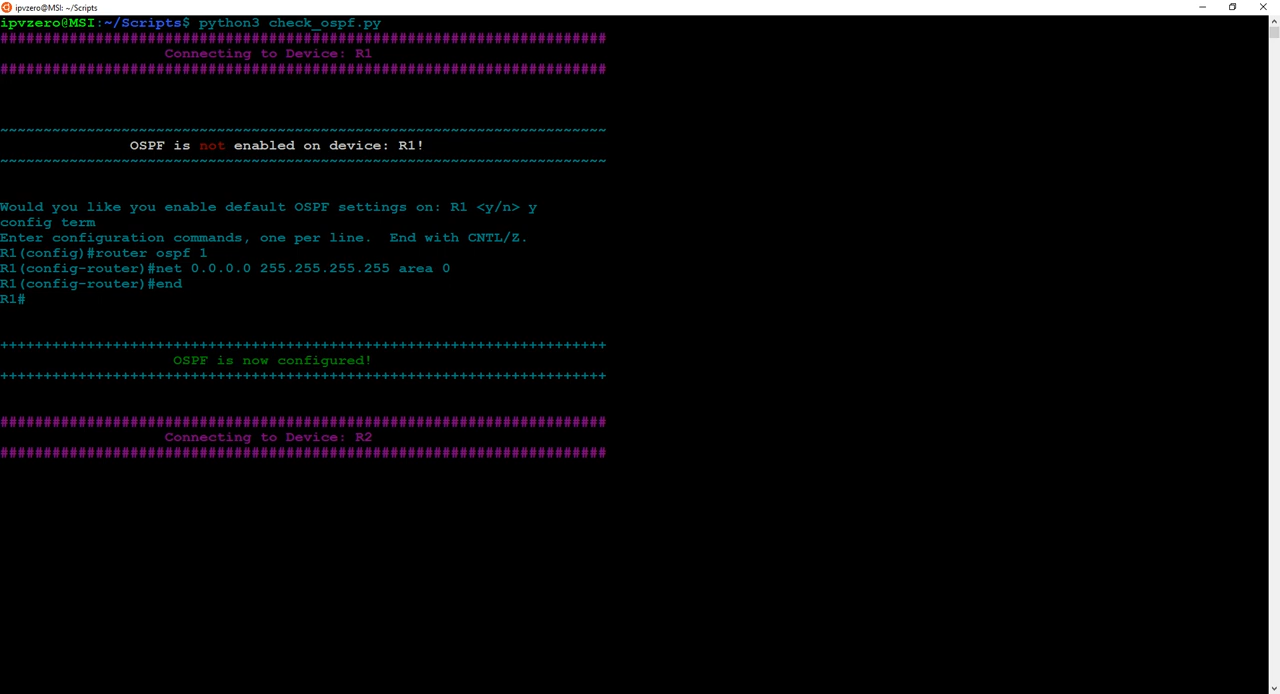 ipvzero@MSI: ~/Scripts
ipvzero@MSI:~/Scripts$ python3 check_ospf.py
######################################################################
Connecting to Device: R1
######################################################################
~~~~~~~~~~~~~~~~~~~~~~~~~~~~~~~~~~~~~~~~~~~~~~~~~~~~~~~~~~~~~~~~~~~~~~
OSPF is not enabled on device: R1!
~~~~~~~~~~~~~~~~~~~~~~~~~~~~~~~~~~~~~~~~~~~~~~~~~~~~~~~~~~~~~~~~~~~~~~
Would you like you enable default OSPF settings on: R1 <y/n> y
config term
Enter configuration commands, one per line.  End with CNTL/Z.
R1(config)#router ospf 1
R1(config-router)#net 0.0.0.0 255.255.255.255 area 0
R1(config-router)#end
R1#
++++++++++++++++++++++++++++++++++++++++++++++++++++++++++++++++++++++
OSPF is now configured!
++++++++++++++++++++++++++++++++++++++++++++++++++++++++++++++++++++++
######################################################################
Connecting to Device: R2
######################################################################